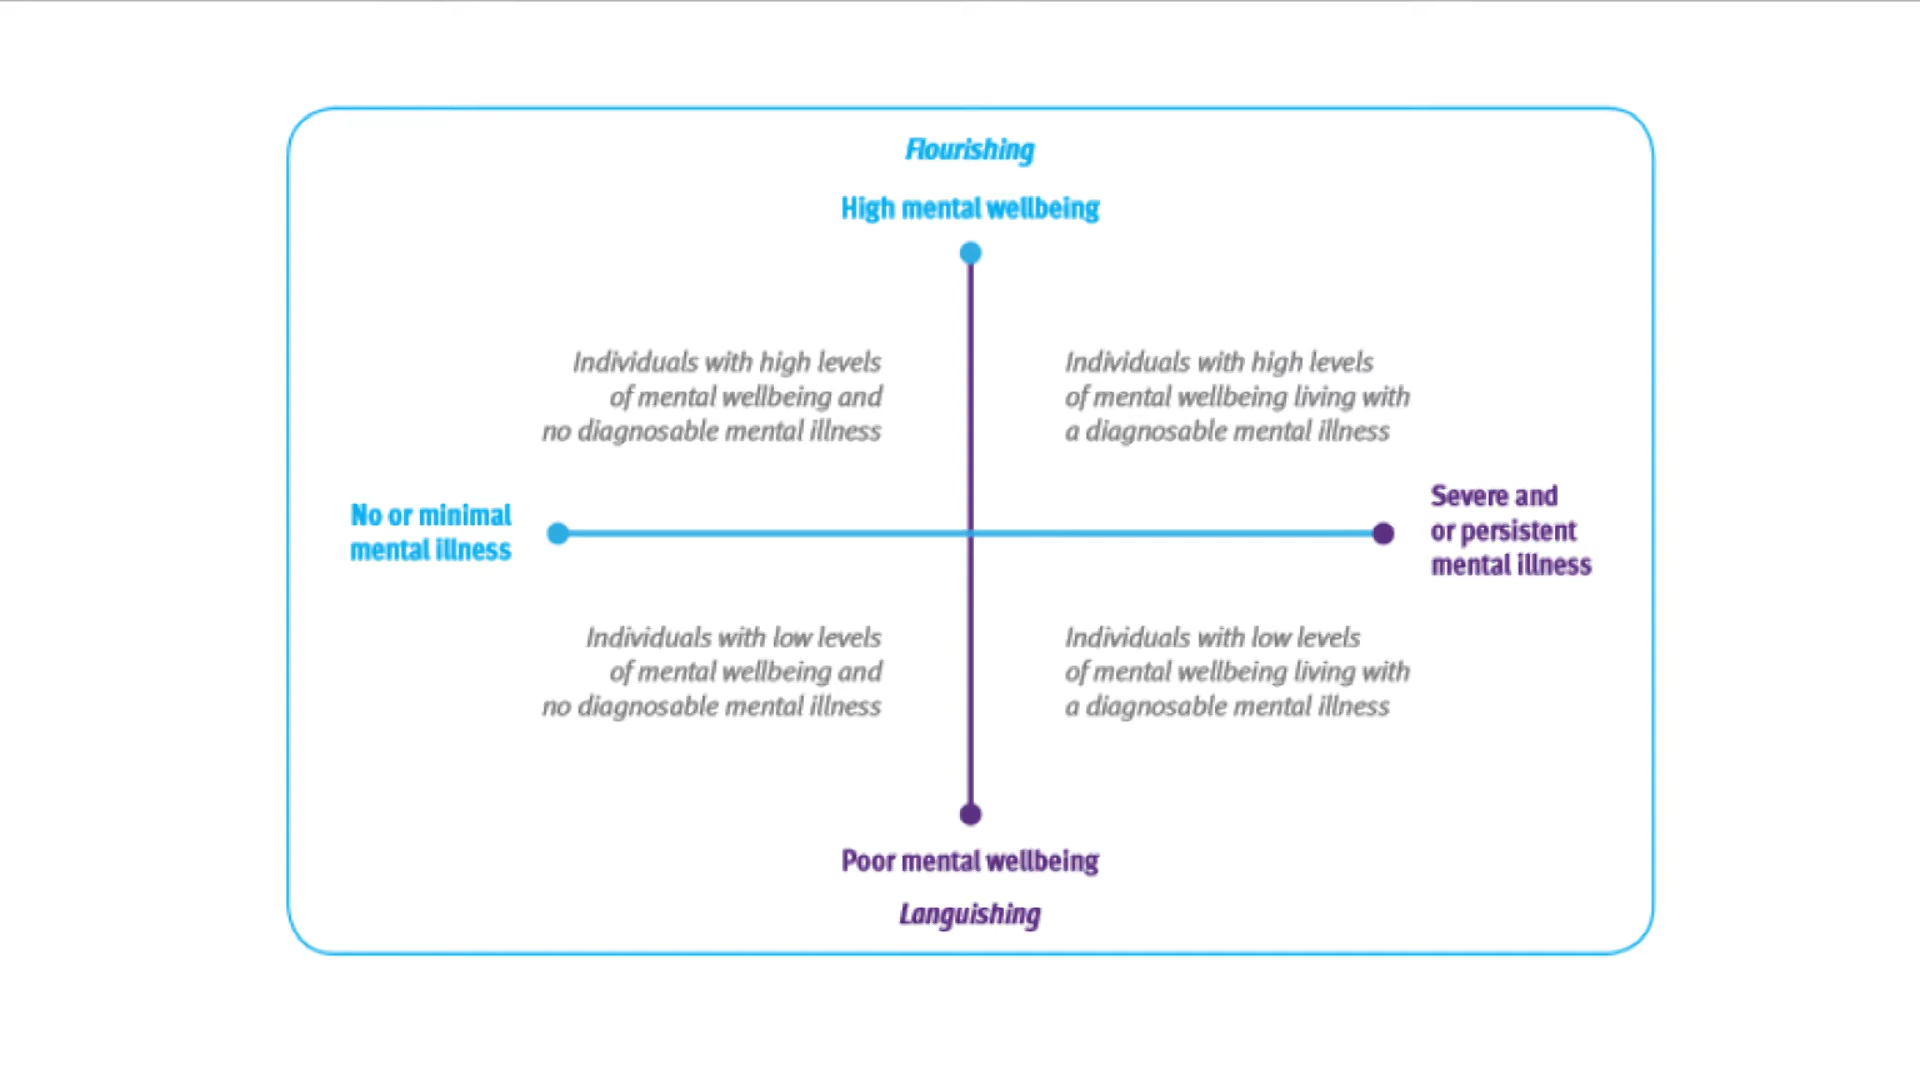 Flourishing
High mental wellbeing
Individuals with high levels
of mental wellbeing and
no diagnosable mental illness
Individuals with high levels
of mental wellbeing living with
a diagnosable mental illness
No or minimal
mental illness
Severe and
or persistent
mental illness
Individuals with low levels
of mental wellbeing and
no diagnosable mental illness
Individuals with low levels
of mental wellbeing living with
a diagnosable mental illness
Poor mental wellbeing
Languishing